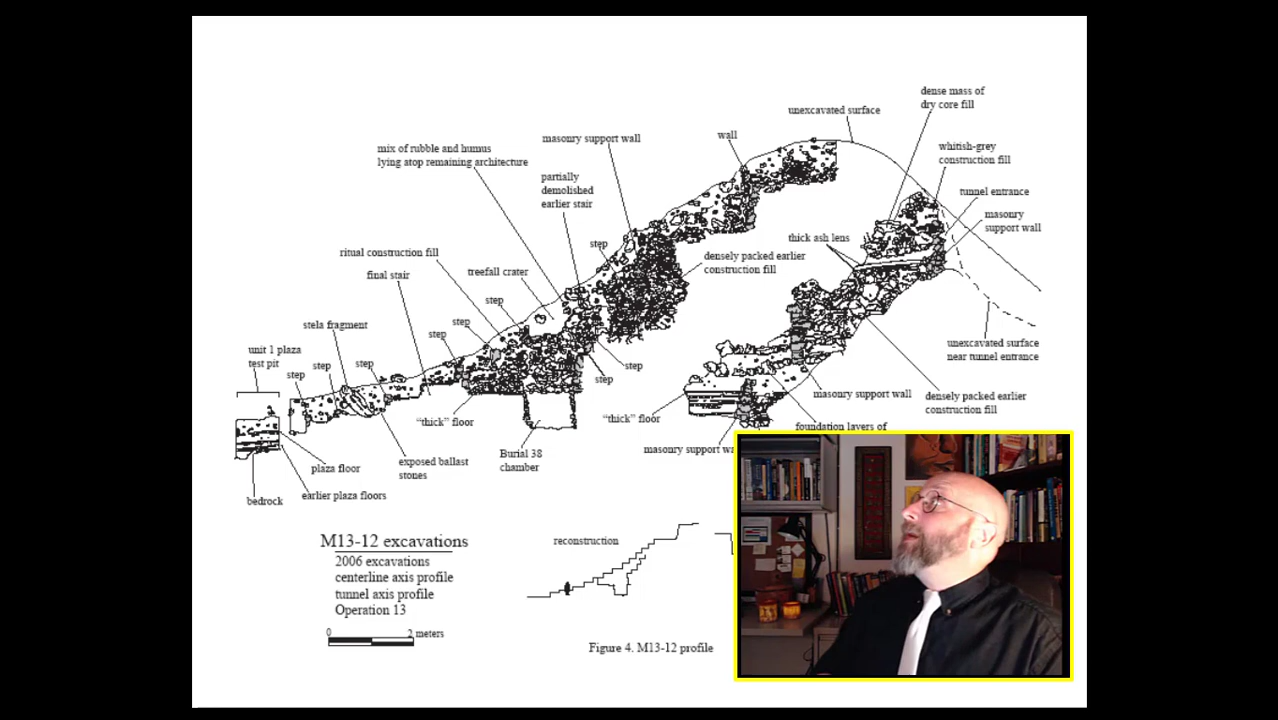 dense mass of
dry core fill
unexcavated surface
masonry support wall
wall
mix of rubble and humus
lying atop remaining architecture
whitish-grey
construction fill
partially
demolished
earlier stair
tunnel entrance
masonry
support wall
thick ash lens
step
ritual construction fill
densely packed earlier
construction fill
final stair
treefall crater
step
stela fragment
step
step
unexcavated surface
near tunnel entrance
unit 1 plaza
test pit
step
step
step
step
step
masonry support wall
densely packed earlier
construction fill
"thick" floor
"thick" floor
foundation layers of
Burial 38
chamber
masonry support
plaza floor
exposed ballast
stones
bedrock
earlier plaza floors
M13-12 excavations
2006 excavations
centerline axis profile
tunnel axis profile
Operation 13
0 2 meters
reconstruction
Figure 4. M13-12 profile